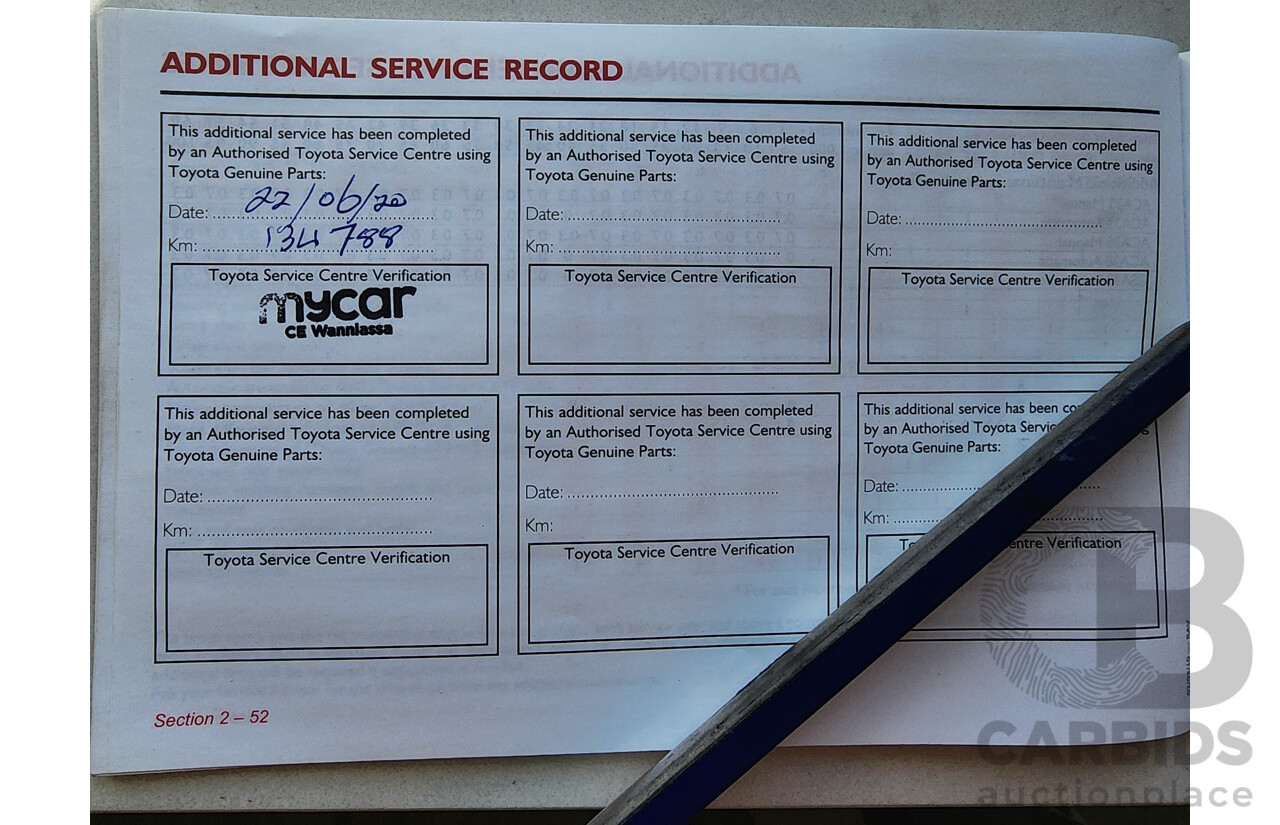 ADDITIONAL SERVICE RECORD
This additional service has been completed
by an Authorised Toyota Service Centre using
Toyota Genuine Parts:
Date: 22/06/20
Km: 134788
Toyota Service Centre Verification
mycar
CE Wanniassa
This additional service has been completed
by an Authorised Toyota Service Centre using
Toyota Genuine Parts:
Date:
Km:
Toyota Service Centre Verification
This additional service has been completed
by an Authorised Toyota Service Centre using
Toyota Genuine Parts:
Date:
Km:
Toyota Service Centre Verification
This additional service has been completed
by an Authorised Toyota Service Centre using
Toyota Genuine Parts:
Date:
Km:
Toyota Service Centre Verification
This additional service has been completed
by an Authorised Toyota Service Centre using
Toyota Genuine Parts:
Date:
Km:
Toyota Service Centre Verification
This additional service has been
by an Authorised Toyota
Toyota Genuine Parts:
Date:
Km:
Centre Verification
Section 2 – 52
CB
CARBIDS
auctionplace